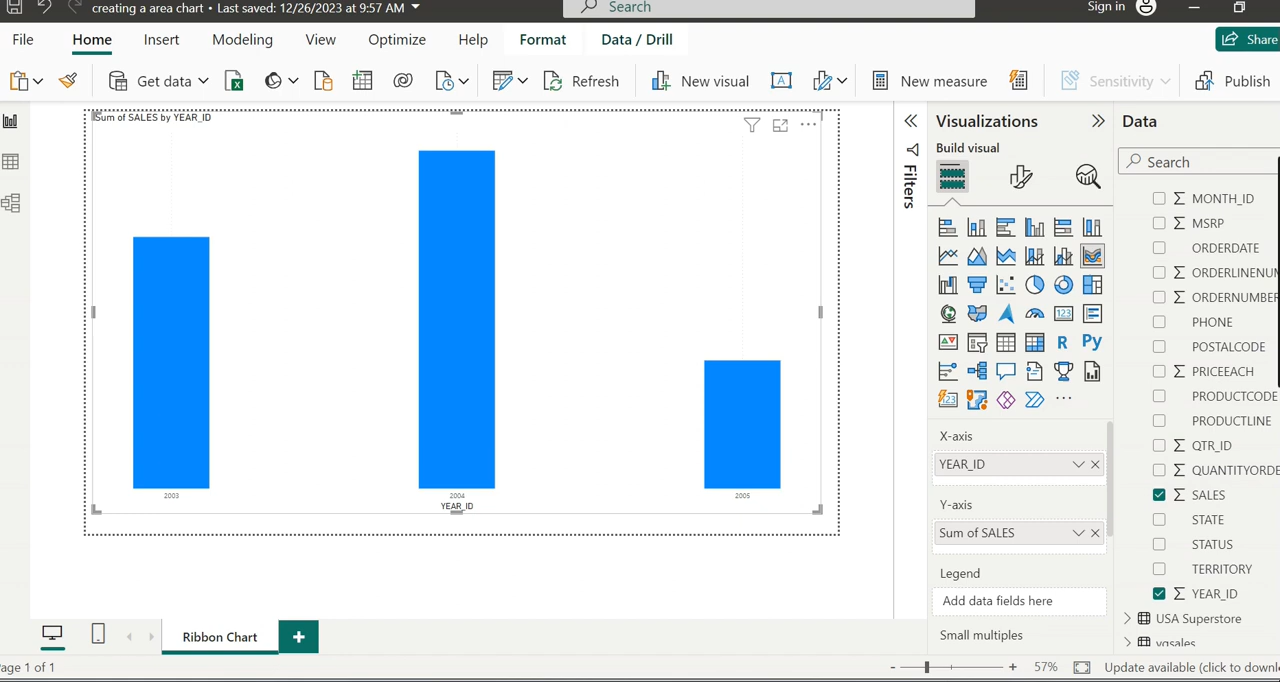 creating a area chart • Last saved: 12/26/2023 at 9:57 AM
Search
Sign in
File Home Insert Modeling View Optimize Help Format Data / Drill
Share
Get data
Refresh
New visual
A
New measure
Sensitivity
Publish
Sum of SALES by YEAR_ID
2003 2004 2005
YEAR_ID
Filters
Visualizations
Build visual
123
R Py
123
X-axis
YEAR_ID
Y-axis
Sum of SALES
Legend
Add data fields here
Small multiples
Data
Search
MONTH_ID
MSRP
ORDERDATE
ORDERLINENUM
ORDERNUMBER
PHONE
POSTALCODE
PRICEEACH
PRODUCTCODE
PRODUCTLINE
QTR_ID
QUANTITYORDE
SALES
STATE
STATUS
TERRITORY
YEAR_ID
USA Superstore
vgsales
Ribbon Chart
+
Page 1 of 1
- + 57%
Update available (click to downl